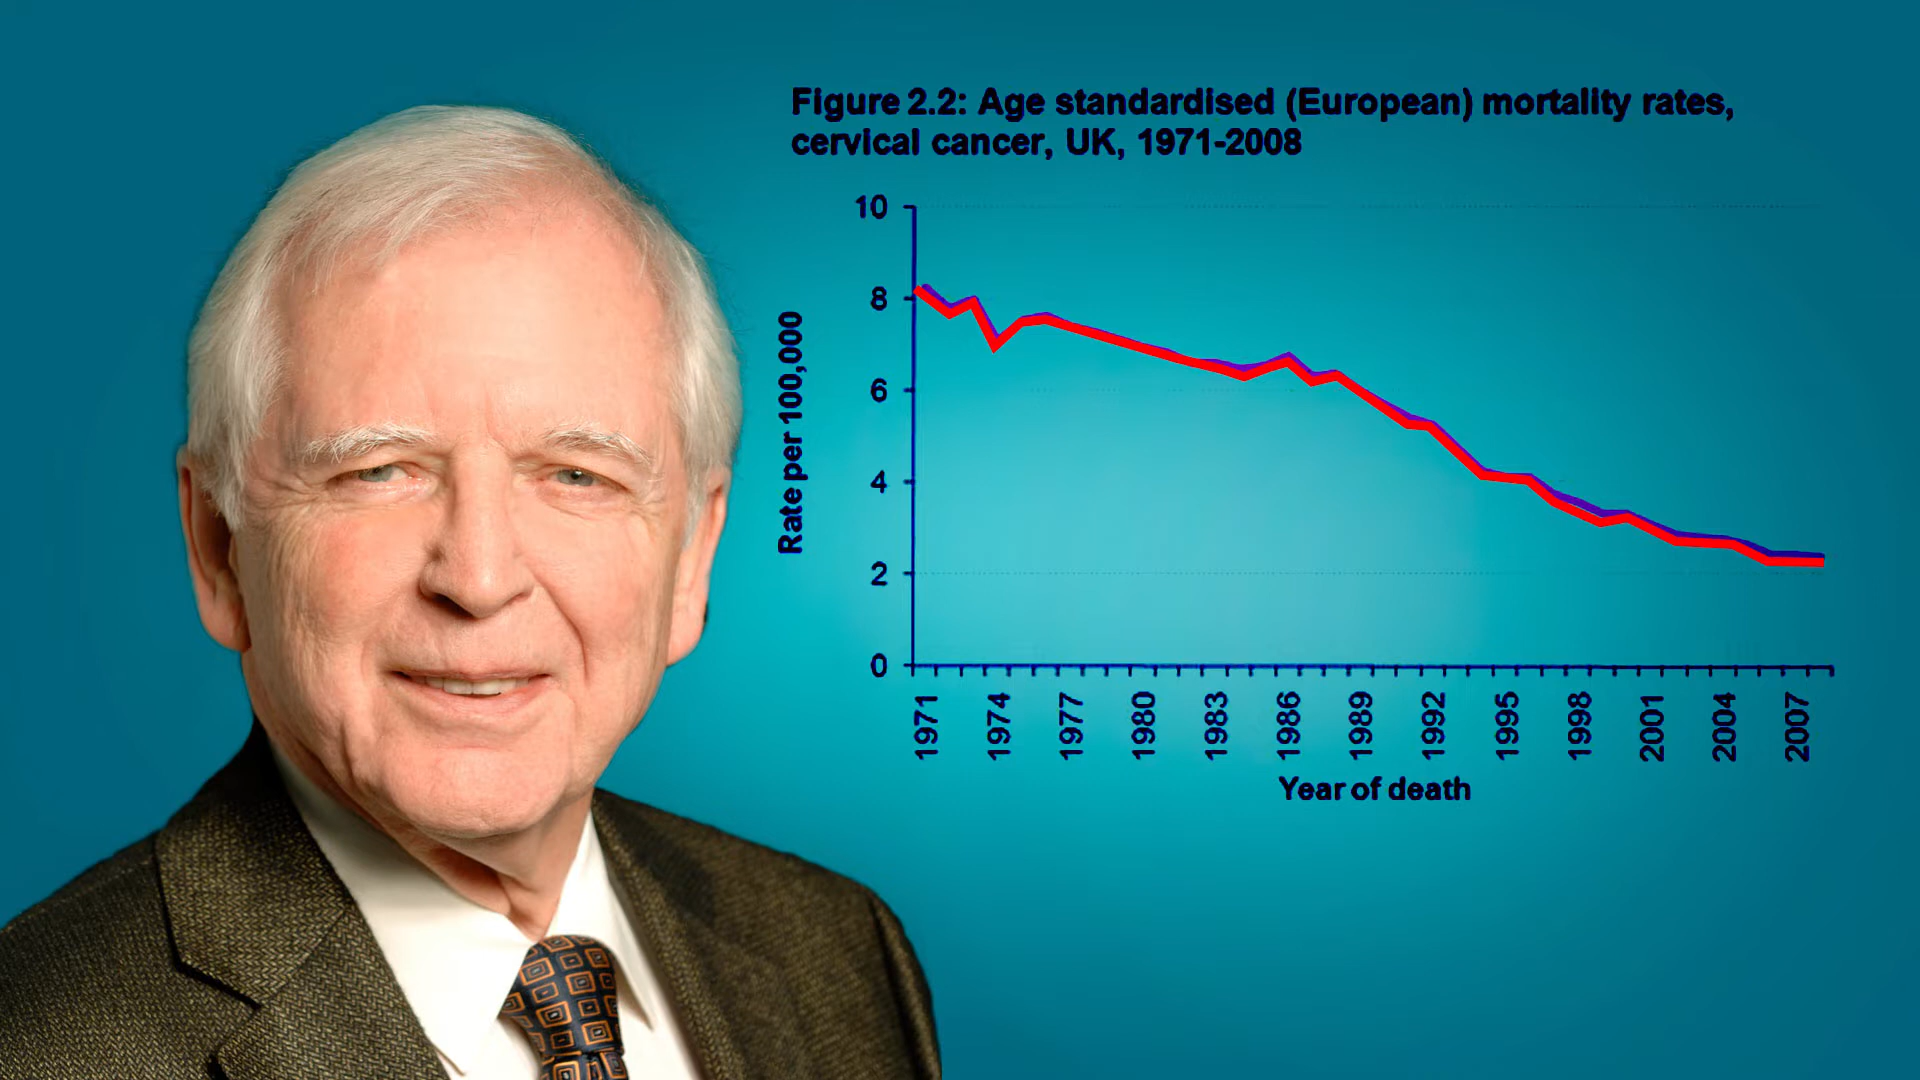 Figure 2.2: Age standardised (European) mortality rates,
cervical cancer, UK, 1971-2008
Rate per 100,000
10
8
6
4
2
0
1971 1974 1977 1980 1983 1986 1989 1992 1995 1998 2001 2004 2007
Year of death